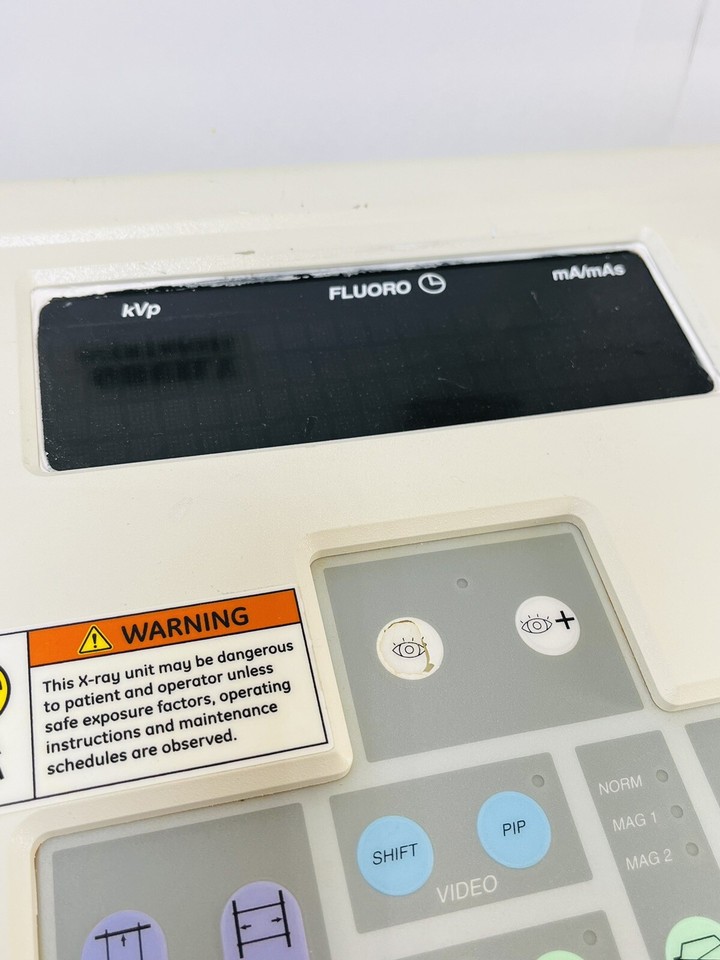 kVp
FLUORO
mA/mAs
WARNING
This X-ray unit may be dangerous
to patient and operator unless
safe exposure factors, operating
instructions and maintenance
schedules are observed.
+
SHIFT
PIP
VIDEO
NORM
MAG 1
MAG 2